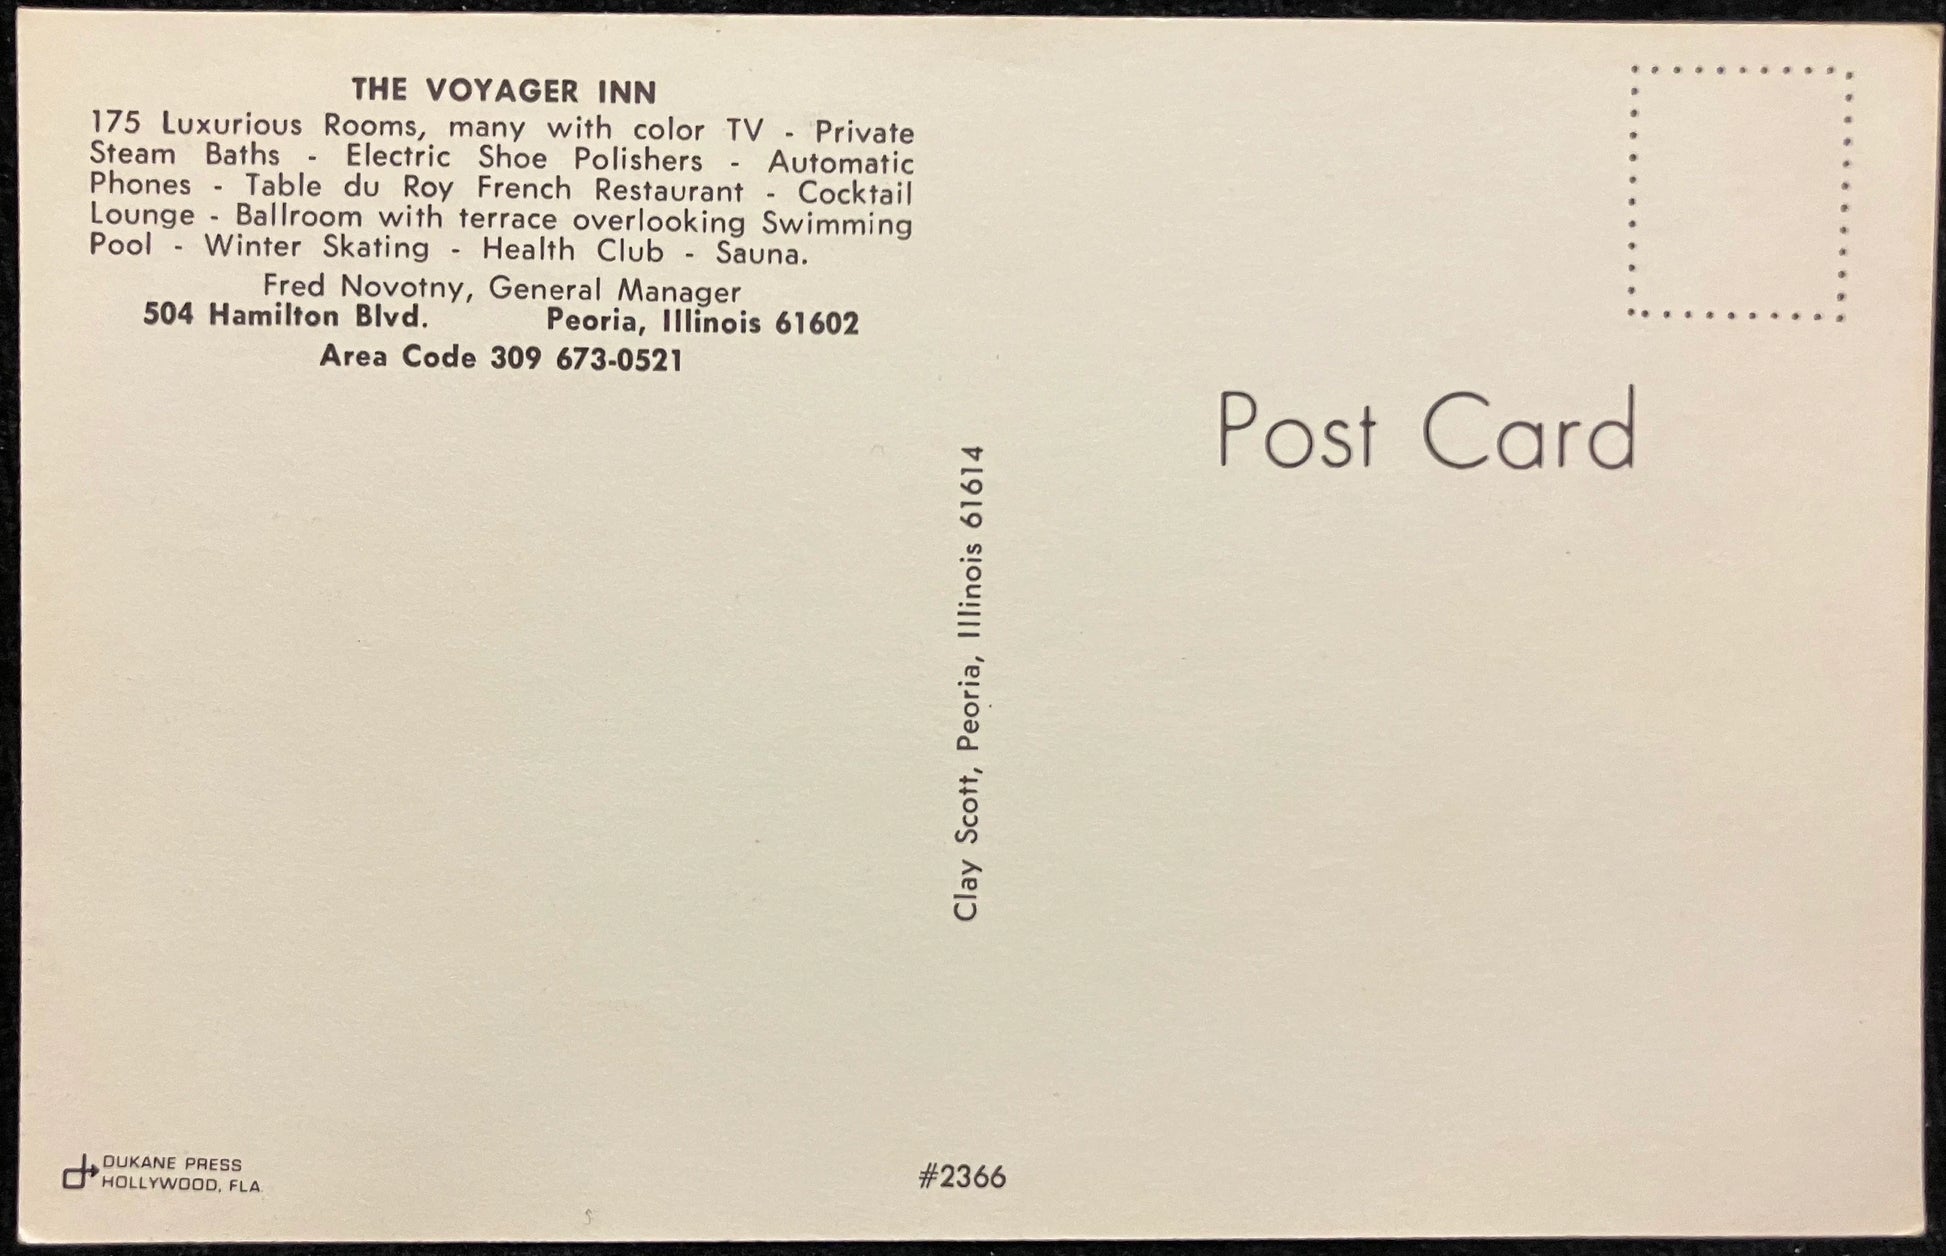 THE VOYAGER INN
175 Luxurious Rooms, many with color TV - Private
Steam Baths - Electric Shoe Polishers - Automatic
Phones - Table du Roy French Restaurant - Cocktail
Lounge - Ballroom with terrace overlooking Swimming
Pool - Winter Skating - Health Club - Sauna.
Fred Novotny, General Manager
504 Hamilton Blvd. Peoria, Illinois 61602
Area Code 309 673-0521
Post Card
Clay Scott, Peoria, Illinois 61614
DUKANE PRESS
HOLLYWOOD, FLA.
#2366